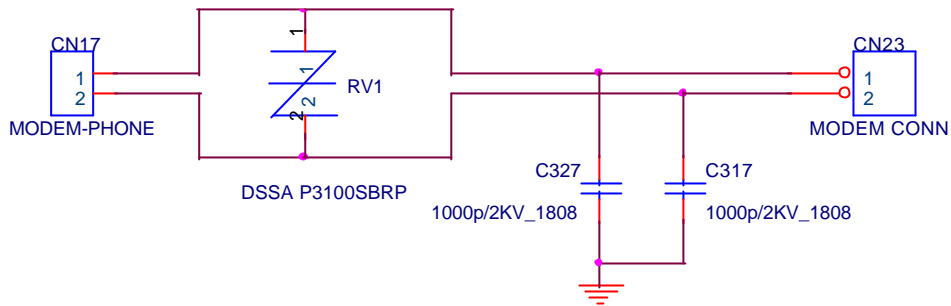 CN17
1
2
MODEM-PHONE
1
1
2
2
RV1
DSSA P3100SBRP
CN23
1
2
MODEM CONN
C327
1000p/2KV_1808
C317
1000p/2KV_1808